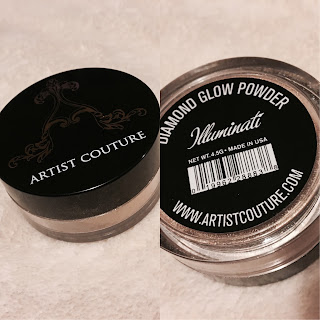 ARTIST COUTURE
DIAMOND GLOW POWDER
Illuminati
NET WT. 4.5G • MADE IN USA
WWW.ARTISTCOUTURE.COM